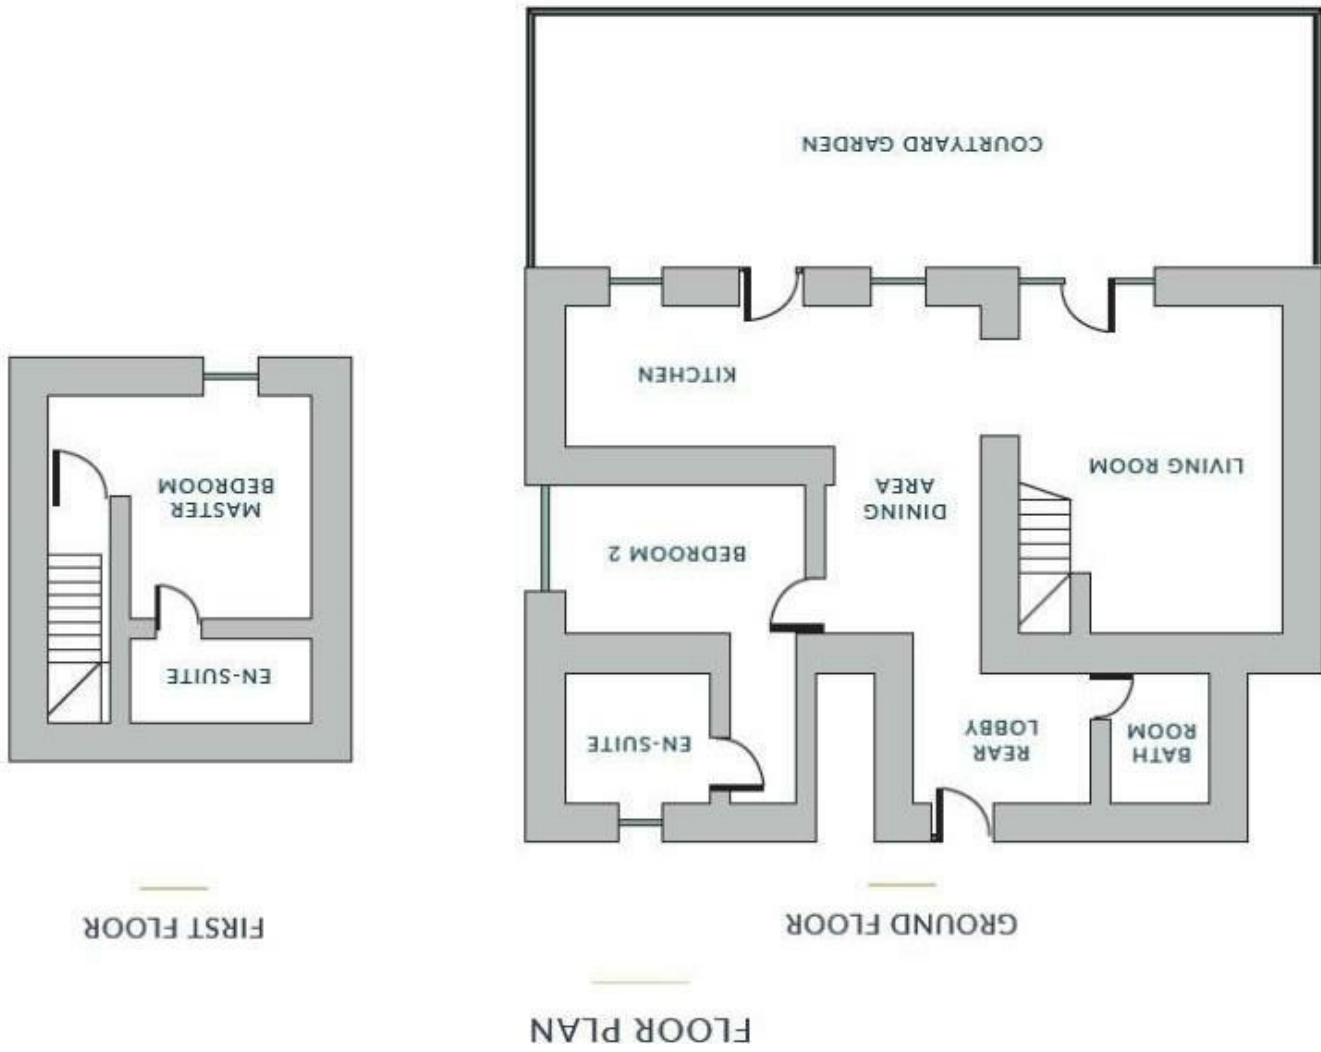 FLOOR PLAN
GROUND FLOOR
FIRST FLOOR
BATH
ROOM
REAR
LOBBY
EN-SUITE
LIVING ROOM
DINING
AREA
BEDROOM 2
KITCHEN
COURTYARD GARDEN
EN-SUITE
MASTER
BEDROOM